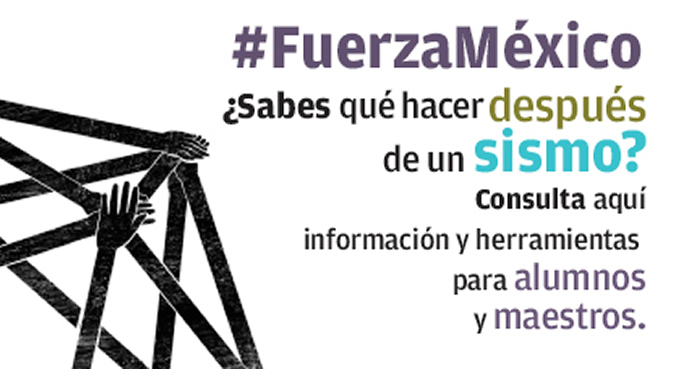 #FuerzaMéxico
¿Sabes qué hacer después
de un sismo?
Consulta aquí
información y herramientas
para alumnos
y maestros.